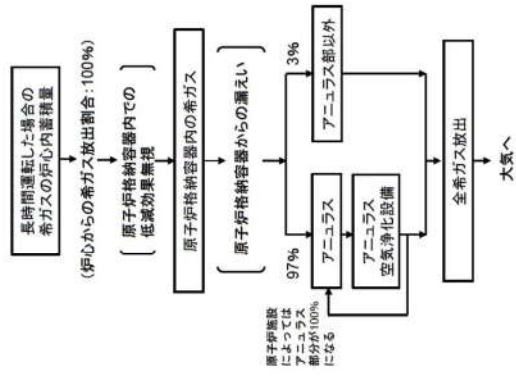 長時間運転した場合の
希ガスの炉心内蓄積量
(炉心からの希ガス放出割合:100%)
原子炉格納容器内での
低減効果無視
原子炉格納容器内の希ガス
原子炉格納容器からの漏えい
97%
3%
原子炉施設
によっては
アニュラス
部分が100%
になる
アニュラス
アニュラス部以外
アニュラス
空気浄化設備
全希ガス放出
大気へ